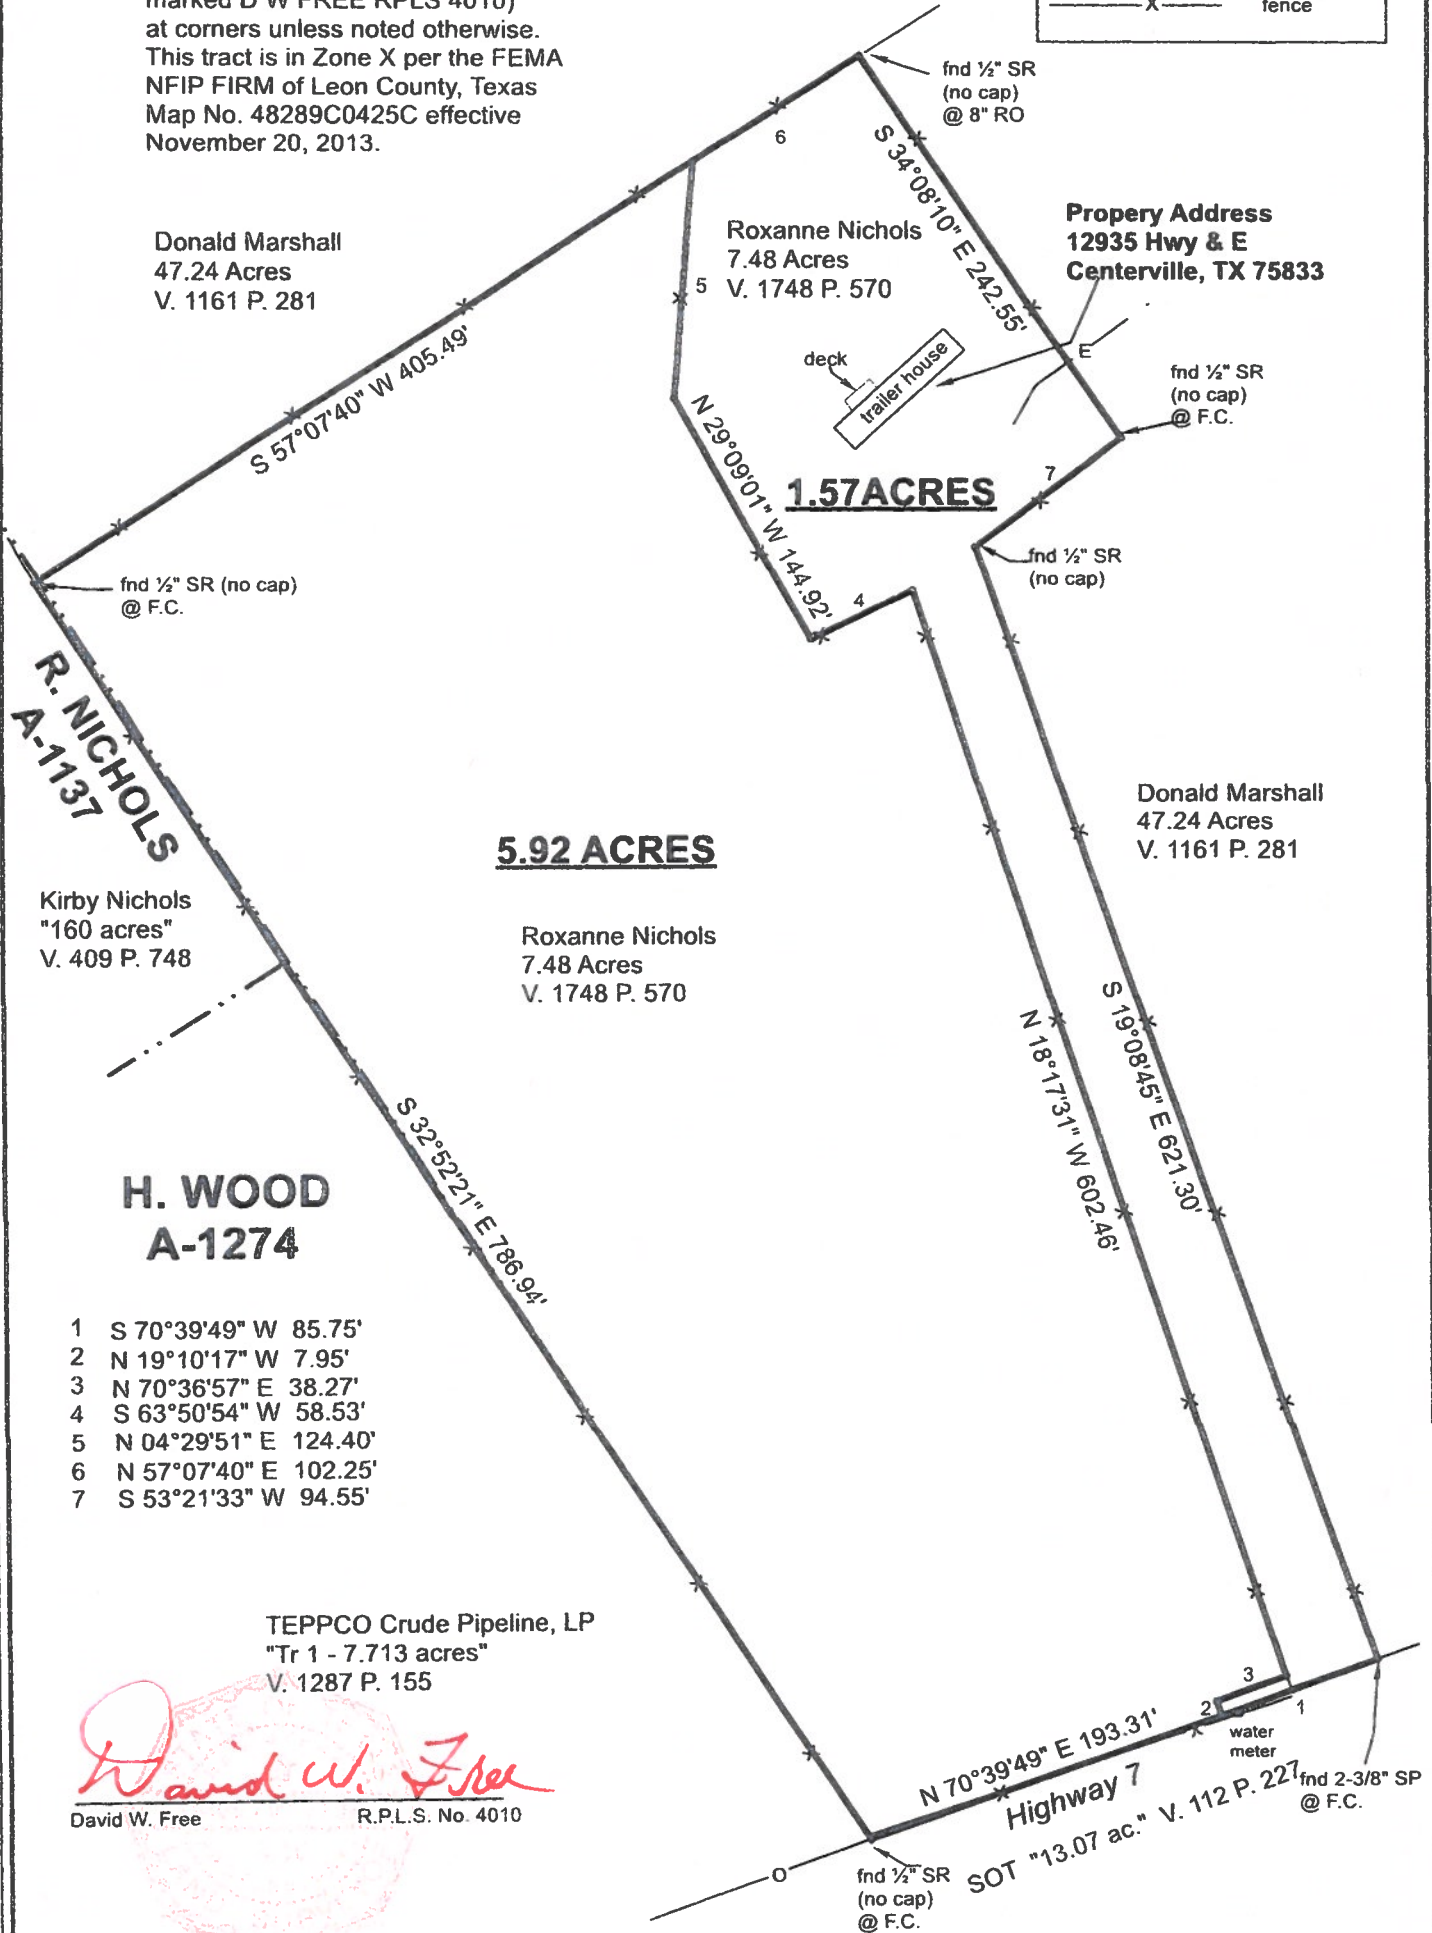 marked D W FREE RPLS 4010)
at corners unless noted otherwise.
This tract is in Zone X per the FEMA
NFIP FIRM of Leon County, Texas
Map No. 48289C0425C effective
November 20, 2013.
X fence
fnd ½" SR
(no cap)
@ 8" RO
6
S 34°08'10" E 242.55'
Donald Marshall
47.24 Acres
V. 1161 P. 281
Roxanne Nichols
7.48 Acres
V. 1748 P. 570
5
Propery Address
12935 Hwy & E
Centerville, TX 75833
S 57°07'40" W 405.49'
deck
trailer house
E
fnd ½" SR
(no cap)
@ F.C.
N 29°09'01" W 144.92'
7
1.57ACRES
fnd ½" SR
(no cap)
fnd ½" SR (no cap)
@ F.C.
4
R. NICHOLS
A-1137
Donald Marshall
47.24 Acres
V. 1161 P. 281
5.92 ACRES
Kirby Nichols
"160 acres"
V. 409 P. 748
Roxanne Nichols
7.48 Acres
V. 1748 P. 570
N 18°17'31" W 602.46'
S 19°08'45" E 621.30'
S 32°52'21" E 786.94'
H. WOOD
A-1274
1 S 70°39'49" W 85.75'
2 N 19°10'17" W 7.95'
3 N 70°36'57" E 38.27'
4 S 63°50'54" W 58.53'
5 N 04°29'51" E 124.40'
6 N 57°07'40" E 102.25'
7 S 53°21'33" W 94.55'
TEPPCO Crude Pipeline, LP
"Tr 1 - 7.713 acres"
V. 1287 P. 155
3
2
1
water
meter
N 70°39'49" E 193.31'
Highway 7
SOT "13.07 ac." V. 112 P. 227
fnd 2-3/8" SP
@ F.C.
David W. Free
David W. Free R.P.L.S. No. 4010
O
fnd ½" SR
(no cap)
@ F.C.